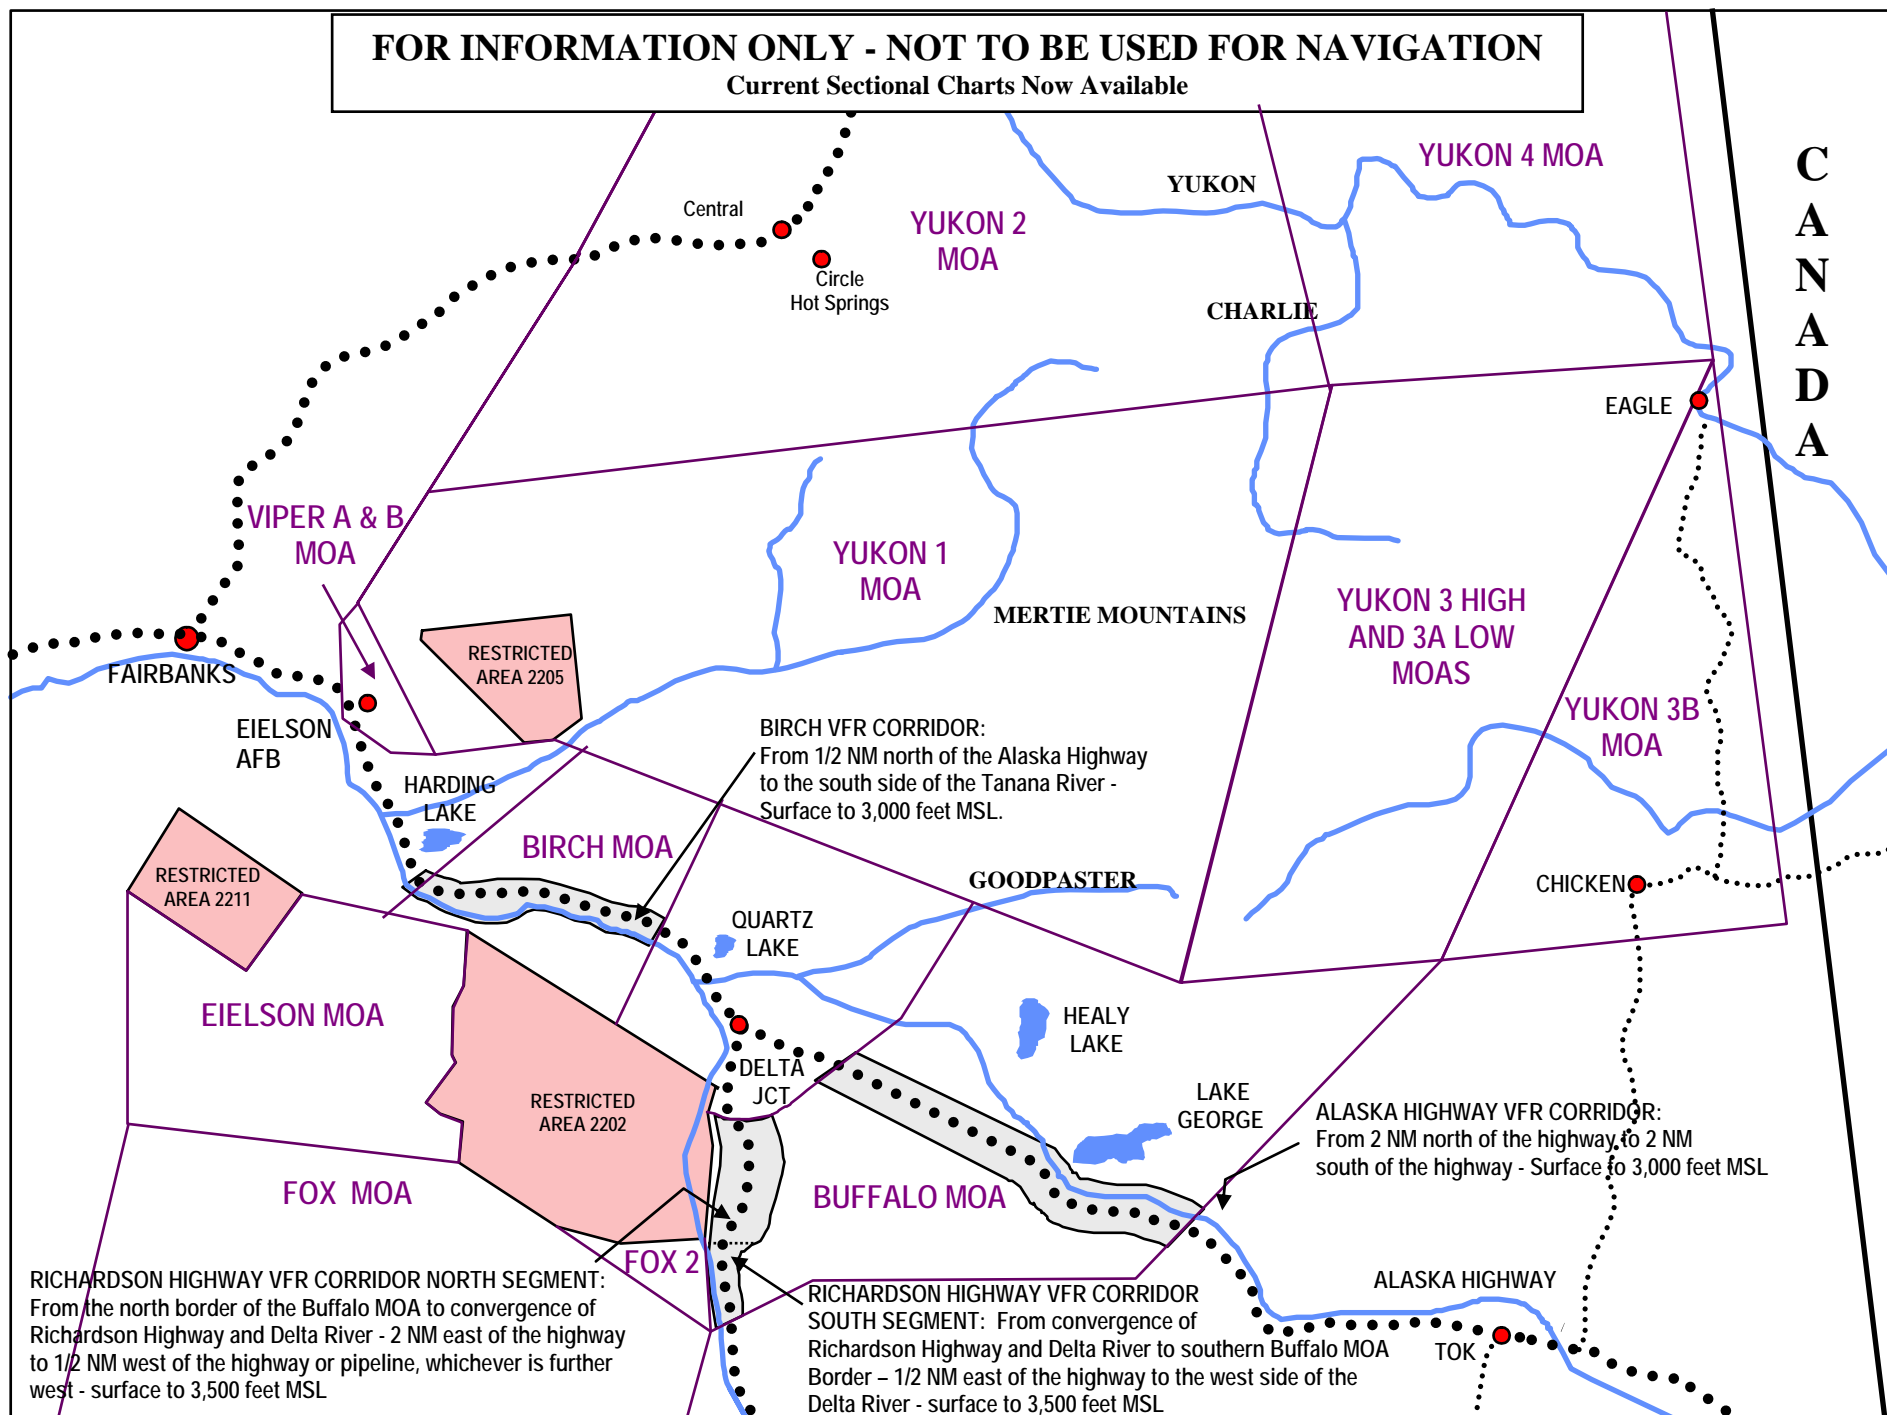 FOR INFORMATION ONLY - NOT TO BE USED FOR NAVIGATION
Current Sectional Charts Now Available
YUKON 4 MOA
C
A
N
A
D
A
YUKON
Central
YUKON 2
MOA
Circle
Hot Springs
CHARLIE
EAGLE
VIPER A & B
MOA
YUKON 1
MOA
MERTIE MOUNTAINS
YUKON 3 HIGH
AND 3A LOW
MOAS
RESTRICTED
AREA 2205
FAIRBANKS
EIELSON
AFB
YUKON 3B
MOA
BIRCH VFR CORRIDOR:
From 1/2 NM north of the Alaska Highway
to the south side of the Tanana River -
Surface to 3,000 feet MSL.
HARDING
LAKE
BIRCH MOA
RESTRICTED
AREA 2211
GOODPASTER
CHICKEN
QUARTZ
LAKE
EIELSON MOA
HEALY
LAKE
DELTA
JCT
RESTRICTED
AREA 2202
LAKE
GEORGE
ALASKA HIGHWAY VFR CORRIDOR:
From 2 NM north of the highway to 2 NM
south of the highway - Surface to 3,000 feet MSL
FOX MOA
BUFFALO MOA
FOX 2
RICHARDSON HIGHWAY VFR CORRIDOR NORTH SEGMENT:
From the north border of the Buffalo MOA to convergence of
Richardson Highway and Delta River - 2 NM east of the highway
to 1/2 NM west of the highway or pipeline, whichever is further
west - surface to 3,500 feet MSL
RICHARDSON HIGHWAY VFR CORRIDOR
SOUTH SEGMENT: From convergence of
Richardson Highway and Delta River to southern Buffalo MOA
Border – 1/2 NM east of the highway to the west side of the
Delta River - surface to 3,500 feet MSL
ALASKA HIGHWAY
TOK